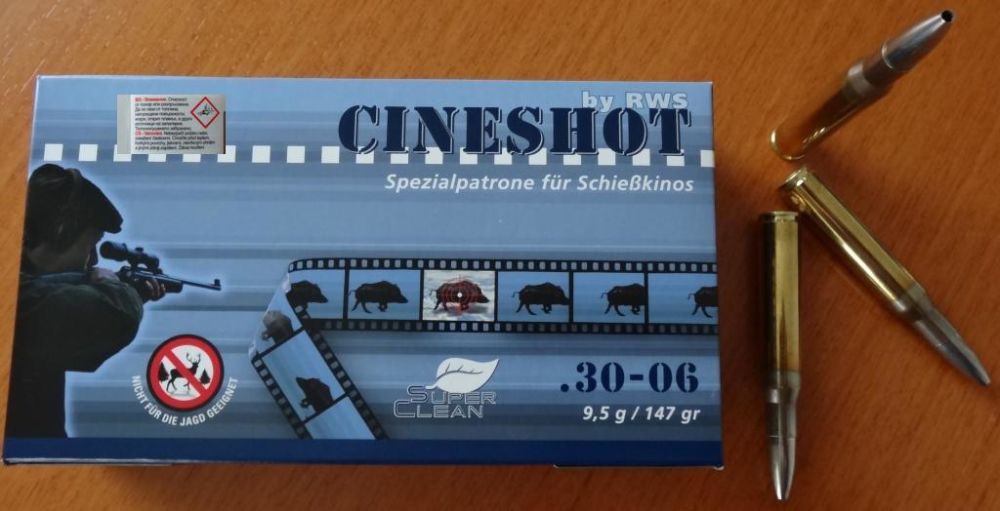 by RWS
CINESHOT
Spezialpatrone für Schießkinos
NICHT FÜR DIE JAGD GEEIGNET
SUPER
CLEAN
.30-06
9,5 g / 147 gr